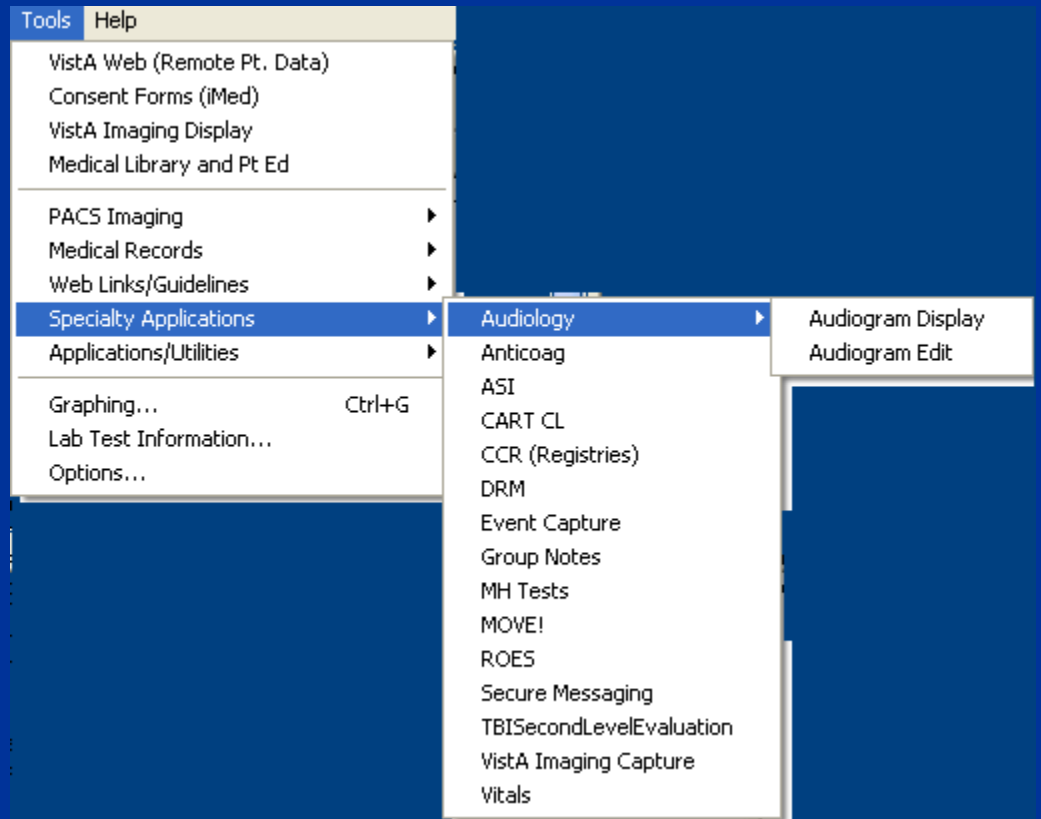 Tools Help
VistA Web (Remote Pt. Data)
Consent Forms (iMed)
VistA Imaging Display
Medical Library and Pt Ed
PACS Imaging
Medical Records
Web Links/Guidelines
Specialty Applications
Applications/Utilities
Graphing... Ctrl+G
Lab Test Information...
Options...
Audiology
Anticoag
ASI
CART CL
CCR (Registries)
DRM
Event Capture
Group Notes
MH Tests
MOVE!
ROES
Secure Messaging
TBISecondLevelEvaluation
VistA Imaging Capture
Vitals
Audiogram Display
Audiogram Edit